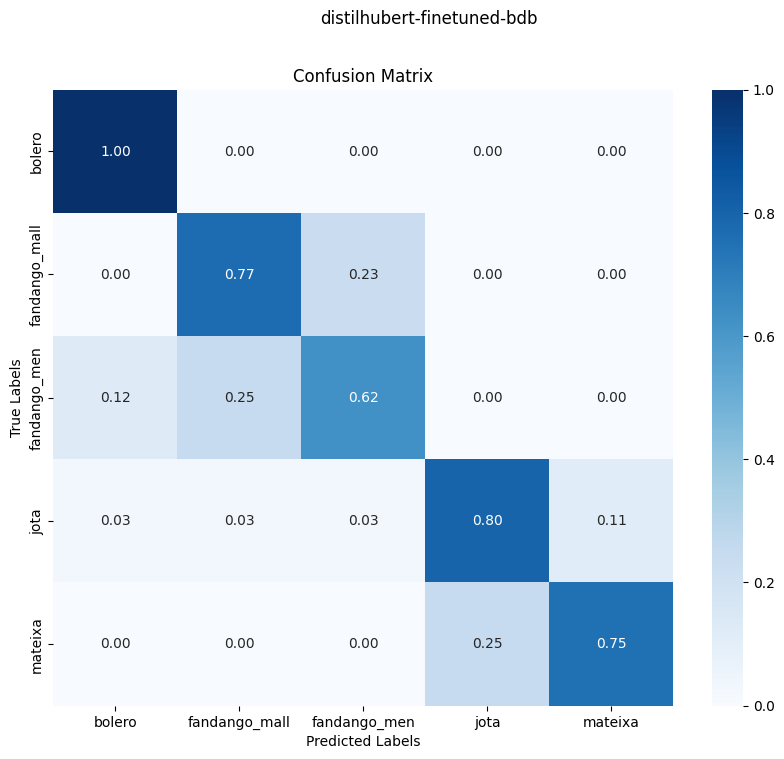 distilhubert-finetuned-bdb
Confusion Matrix
True Labels
bolero 1.00 0.00 0.00 0.00 0.00
fandango_mall 0.00 0.77 0.23 0.00 0.00
fandango_men 0.12 0.25 0.62 0.00 0.00
jota 0.03 0.03 0.03 0.80 0.11
mateixa 0.00 0.00 0.00 0.25 0.75
bolero fandango_mall fandango_men jota mateixa
Predicted Labels
1.0
0.8
0.6
0.4
0.2
0.0